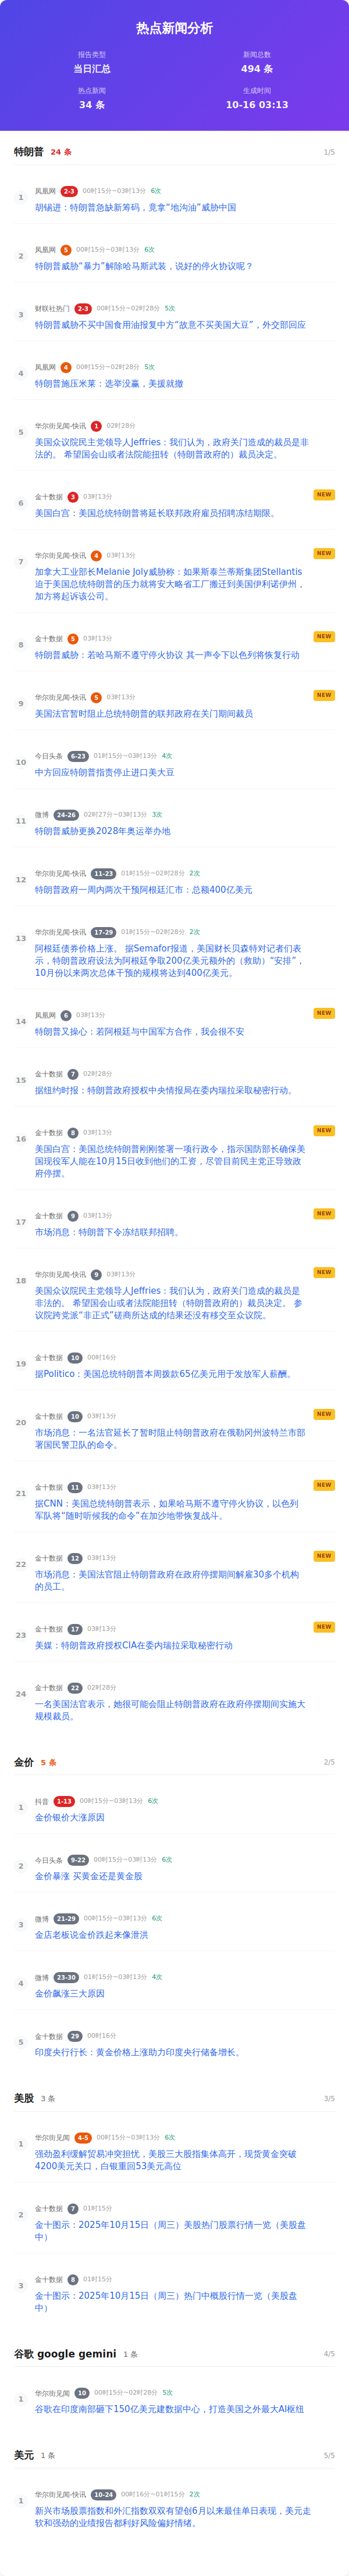 热点新闻分析
报告类型
新闻总数
当日汇总
494 条
热点新闻
生成时间
34 条
10-16 03:13
特朗普 24 条
1/5
1
凤凰网 2-3 00时15分~03时13分 6次
胡锡进：特朗普急缺新筹码，竟拿“地沟油”威胁中国
2
凤凰网 5 00时15分~03时13分 6次
特朗普威胁“暴力”解除哈马斯武装，说好的停火协议呢？
3
财联社热门 2-3 00时15分~02时28分 5次
特朗普威胁不买中国食用油报复中方“故意不买美国大豆”，外交部回应
4
凤凰网 4 00时15分~02时28分 5次
特朗普施压米莱：选举没赢，美援就撤
5
华尔街见闻-快讯 1 02时28分
美国众议院民主党领导人Jeffries：我们认为，政府关门造成的裁员是非
法的。 希望国会山或者法院能扭转（特朗普政府的）裁员决定。
6
金十数据 3 03时13分
NEW
美国白宫：美国总统特朗普将延长联邦政府雇员招聘冻结期限。
7
华尔街见闻-快讯 4 03时13分
NEW
加拿大工业部长Melanie Joly威胁称：如果斯泰兰蒂斯集团Stellantis
迫于美国总统特朗普的压力就将安大略省工厂搬迁到美国伊利诺伊州，
加方将起诉该公司。
8
金十数据 5 03时13分
NEW
特朗普威胁：若哈马斯不遵守停火协议 其一声令下以色列将恢复行动
9
华尔街见闻-快讯 5 03时13分
NEW
美国法官暂时阻止总统特朗普的联邦政府在关门期间裁员
10
今日头条 6-23 01时15分~03时13分 4次
中方回应特朗普指责停止进口美大豆
11
微博 24-26 02时27分~03时13分 3次
特朗普威胁更换2028年奥运举办地
12
华尔街见闻-快讯 11-23 01时15分~02时28分 2次
特朗普政府一周内两次干预阿根廷汇市：总额400亿美元
13
华尔街见闻-快讯 17-29 01时15分~02时28分 2次
阿根廷债券价格上涨。 据Semafor报道，美国财长贝森特对记者们表
示，特朗普政府设法为阿根廷争取200亿美元额外的（救助）“安排”，
10月份以来两次总体干预的规模将达到400亿美元。
14
凤凰网 6 03时13分
NEW
特朗普又操心：若阿根廷与中国军方合作，我会很不安
15
金十数据 7 02时28分
据纽约时报：特朗普政府授权中央情报局在委内瑞拉采取秘密行动。
16
金十数据 8 03时13分
NEW
美国白宫：美国总统特朗普刚刚签署一项行政令，指示国防部长确保美
国现役军人能在10月15日收到他们的工资，尽管目前民主党正导致政
府停摆。
17
金十数据 9 03时13分
NEW
市场消息：特朗普下令冻结联邦招聘。
18
华尔街见闻-快讯 9 03时13分
NEW
美国众议院民主党领导人Jeffries：我们认为，政府关门造成的裁员是
非法的。 希望国会山或者法院能扭转（特朗普政府的）裁员决定。 参
议院跨党派“非正式”磋商所达成的结果还没有移交至众议院。
19
金十数据 10 00时16分
据Politico：美国总统特朗普本周拨款65亿美元用于发放军人薪酬。
20
金十数据 10 03时13分
NEW
市场消息：一名法官延长了暂时阻止特朗普政府在俄勒冈州波特兰市部
署国民警卫队的命令。
21
金十数据 11 03时13分
NEW
据CNN：美国总统特朗普表示，如果哈马斯不遵守停火协议，以色列
军队将“随时听候我的命令”在加沙地带恢复战斗。
22
金十数据 12 03时13分
NEW
市场消息：美国法官阻止特朗普政府在政府停摆期间解雇30多个机构
的员工。
23
金十数据 17 03时13分
NEW
美媒：特朗普政府授权CIA在委内瑞拉采取秘密行动
24
金十数据 22 02时28分
一名美国法官表示，她很可能会阻止特朗普政府在政府停摆期间实施大
规模裁员。
金价 5 条
2/5
1
抖音 1-13 00时15分~03时13分 6次
金价银价大涨原因
2
今日头条 9-22 00时15分~03时13分 6次
金价暴涨 买黄金还是黄金股
3
微博 21-29 00时15分~03时13分 6次
金店老板说金价跌起来像泄洪
4
微博 23-30 01时15分~03时13分 4次
金价飙涨三大原因
5
金十数据 29 00时16分
印度央行行长：黄金价格上涨助力印度央行储备增长。
美股 3 条
3/5
1
华尔街见闻 4-5 00时15分~03时13分 6次
强劲盈利缓解贸易冲突担忧，美股三大股指集体高开，现货黄金突破
4200美元关口，白银重回53美元高位
2
金十数据 7 01时15分
金十图示：2025年10月15日（周三）美股热门股票行情一览（美股盘
中）
3
金十数据 8 01时15分
金十图示：2025年10月15日（周三）热门中概股行情一览（美股盘
中）
谷歌 google gemini 1 条
4/5
1
华尔街见闻 10 00时15分~02时28分 5次
谷歌在印度南部砸下150亿美元建数据中心，打造美国之外最大AI枢纽
美元 1 条
5/5
1
华尔街见闻-快讯 10-24 00时16分~01时15分 2次
新兴市场股票指数和外汇指数双双有望创6月以来最佳单日表现，美元走
软和强劲的业绩报告都利好风险偏好情绪。